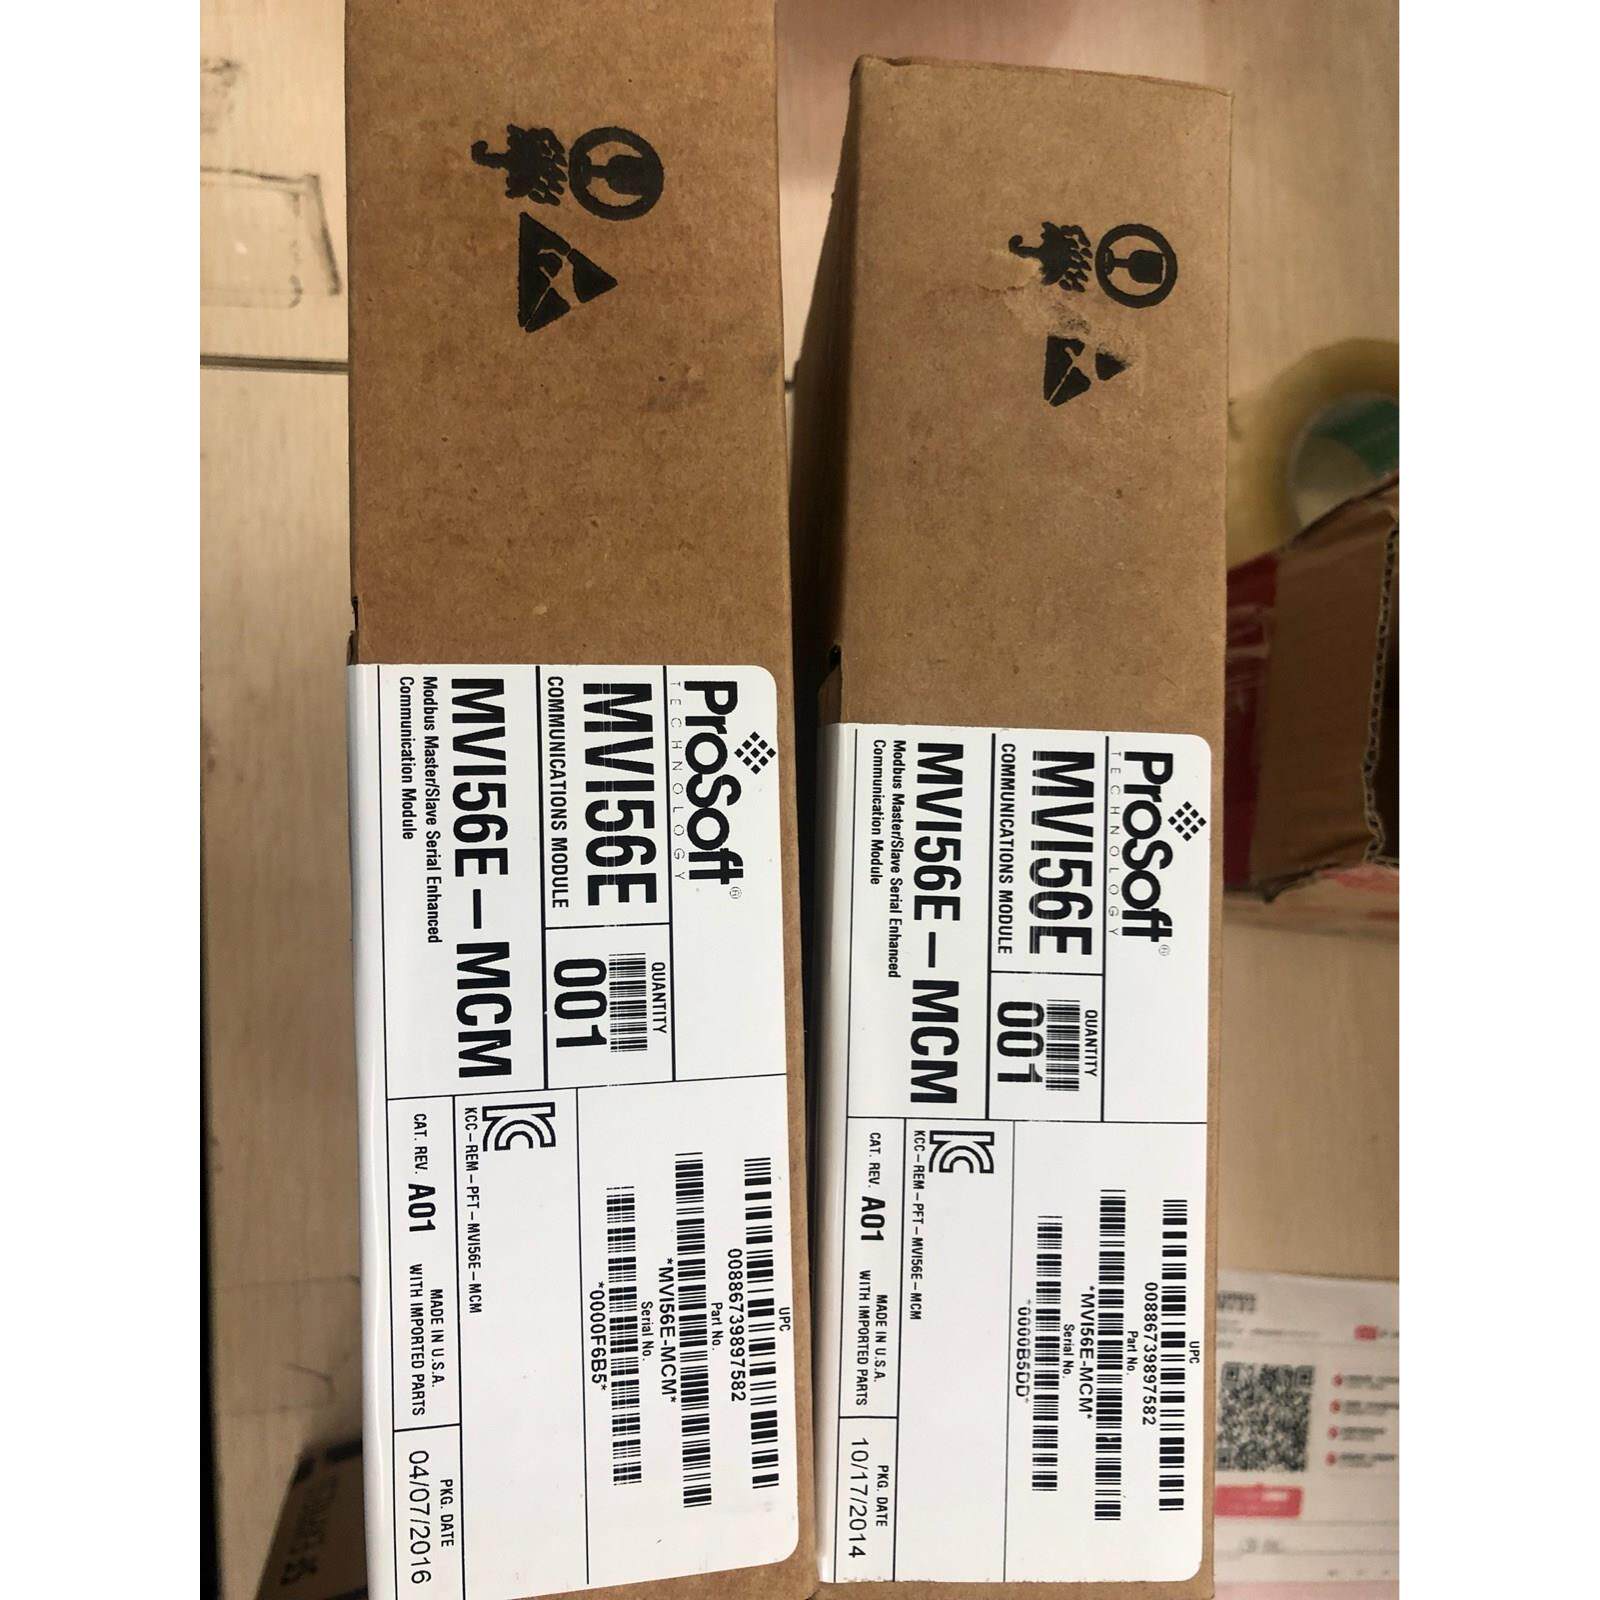 ProSoft®
TECHNOLOGY
MVI56E
COMMUNICATIONS MODULE
QUANTITY
001
MVI56E-MCM
Modbus Master/Slave Serial Enhanced
Communication Module
UPC
00886739897582
Part No.
*MVI56E-MCM*
Serial No.
*0000F6B5*
KCC-REM-PFT-MVI56E-MCM
CAT. REV. A01
MADE IN U.S.A.
WITH IMPORTED PARTS
PKG. DATE
04/07/2016
ProSoft®
TECHNOLOGY
MVI56E
COMMUNICATIONS MODULE
QUANTITY
001
MVI56E-MCM
Modbus Master/Slave Serial Enhanced
Communication Module
UPC
00886739897582
Part No.
*MVI56E-MCM*
Serial No.
*0000B5DD*
KCC-REM-PFT-MVI56E-MCM
CAT. REV. A01
MADE IN U.S.A.
WITH IMPORTED PARTS
PKG. DATE
10/17/2014